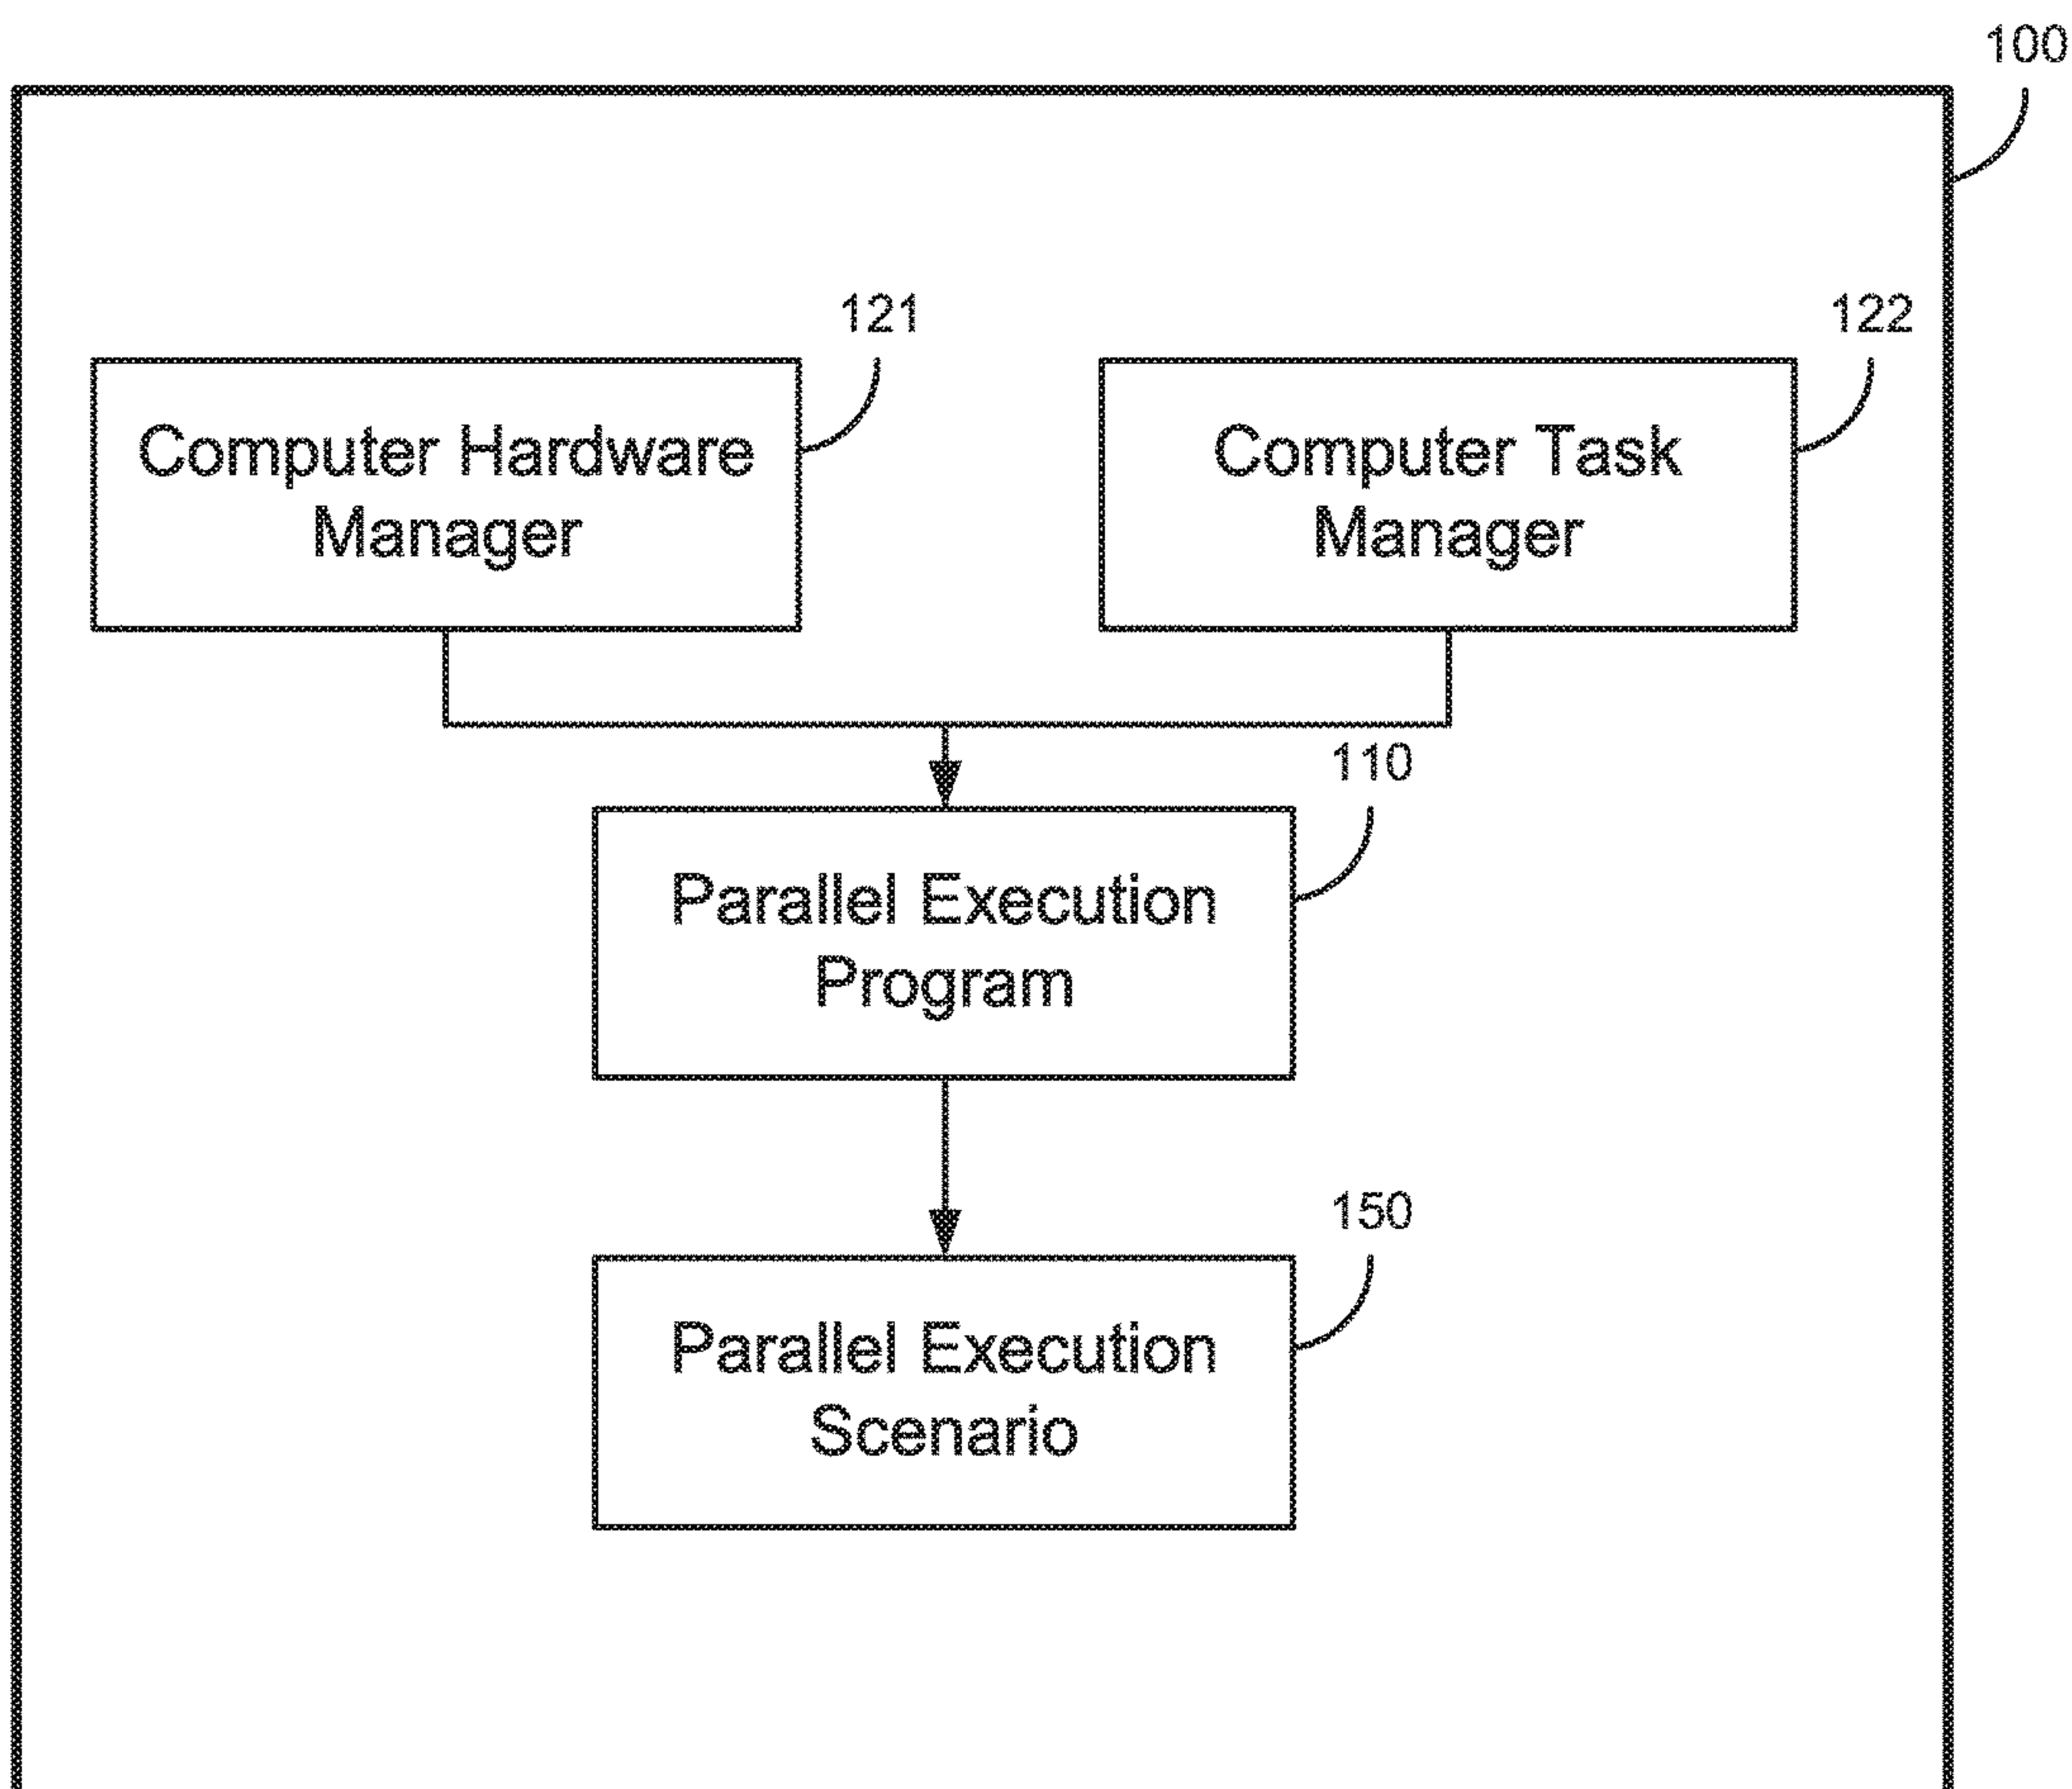 100
121
122
Computer Hardware
Manager
Computer Task
Manager
110
Parallel Execution
Program
150
Parallel Execution
Scenario